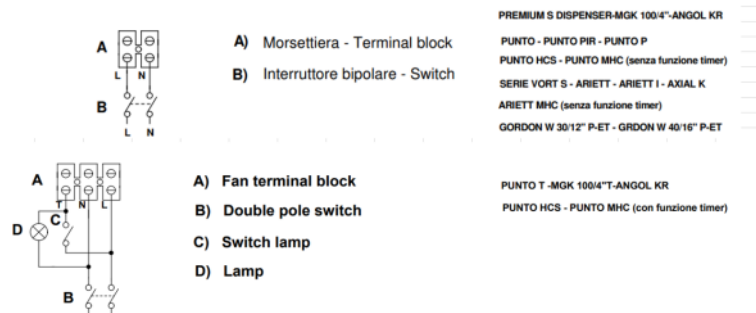 PREMIUM S DISPENSER-MGK 100/4"-ANGOL KR
A
A) Morsettiera - Terminal block
PUNTO - PUNTO PIR - PUNTO P
PUNTO HCS - PUNTO MHC (senza funzione timer)
L N
B) Interruttore bipolare - Switch
SERIE VORT S - ARIETT - ARIETT I - AXIAL K
B
ARIETT MHC (senza funzione timer)
L N
GORDON W 30/12" P-ET - GRDON W 40/16" P-ET
A
A) Fan terminal block
PUNTO T -MGK 100/4"T-ANGOL KR
T N L
B) Double pole switch
PUNTO HCS - PUNTO MHC (con funzione timer)
C
D
C) Switch lamp
D) Lamp
B